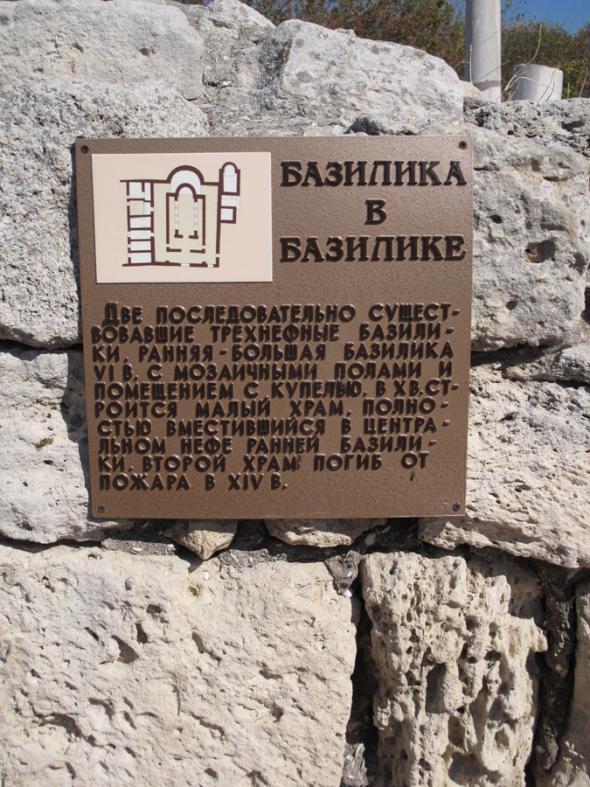 БАЗИЛИКА
В
БАЗИЛИКЕ
Две последовательно сущест-
вовавшие трехнефные базили-
ки. Ранняя - большая базилика
VI в. с мозаичными полами и
помещением с купелью. В X в. ст-
роится малый храм, полно-
стью вместившийся в центра-
льном нефе ранней базили-
ки. Второй храм погиб от
пожара в XIV в.